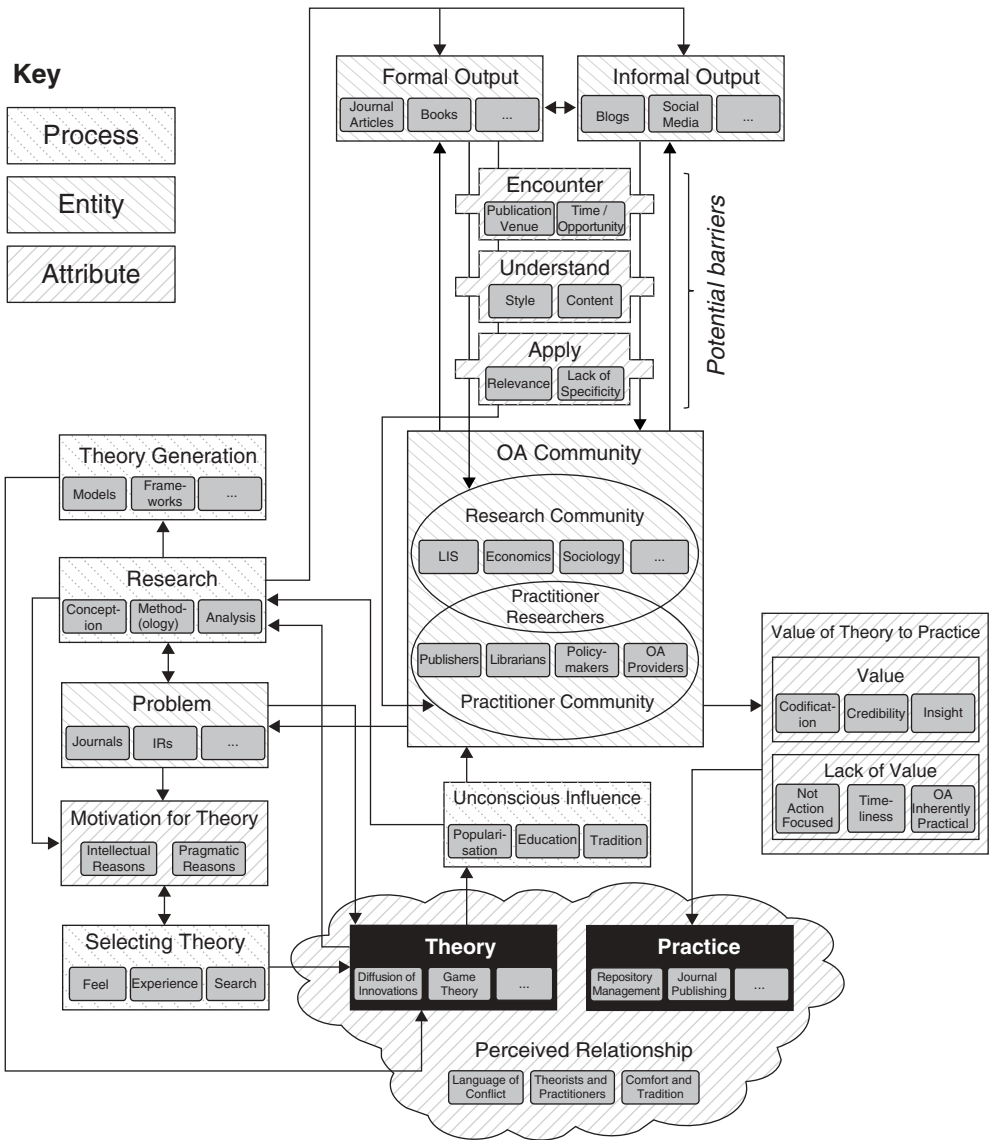 Key
Process
Entity
Attribute
Formal Output
Journal
Articles
Books
...
Informal Output
Blogs
Social
Media
...
Encounter
Publication
Venue
Time /
Opportunity
Understand
Style
Content
Apply
Relevance
Lack of
Specificity
Potential barriers
Theory Generation
Models
Frame-
works
...
Research
Concept-
ion
Method-
(ology)
Analysis
Problem
Journals
IRs
...
Motivation for Theory
Intellectual
Reasons
Pragmatic
Reasons
Selecting Theory
Feel
Experience
Search
OA Community
Research Community
LIS
Economics
Sociology
...
Practitioner
Researchers
Publishers
Librarians
Policy-
makers
OA
Providers
Practitioner Community
Unconscious Influence
Populari-
sation
Education
Tradition
Value of Theory to Practice
Value
Codificat-
ion
Credibility
Insight
Lack of Value
Not
Action
Focused
Time-
liness
OA
Inherently
Practical
Theory
Diffusion of
Innovations
Game
Theory
...
Practice
Repository
Management
Journal
Publishing
...
Perceived Relationship
Language of
Conflict
Theorists and
Practitioners
Comfort and
Tradition